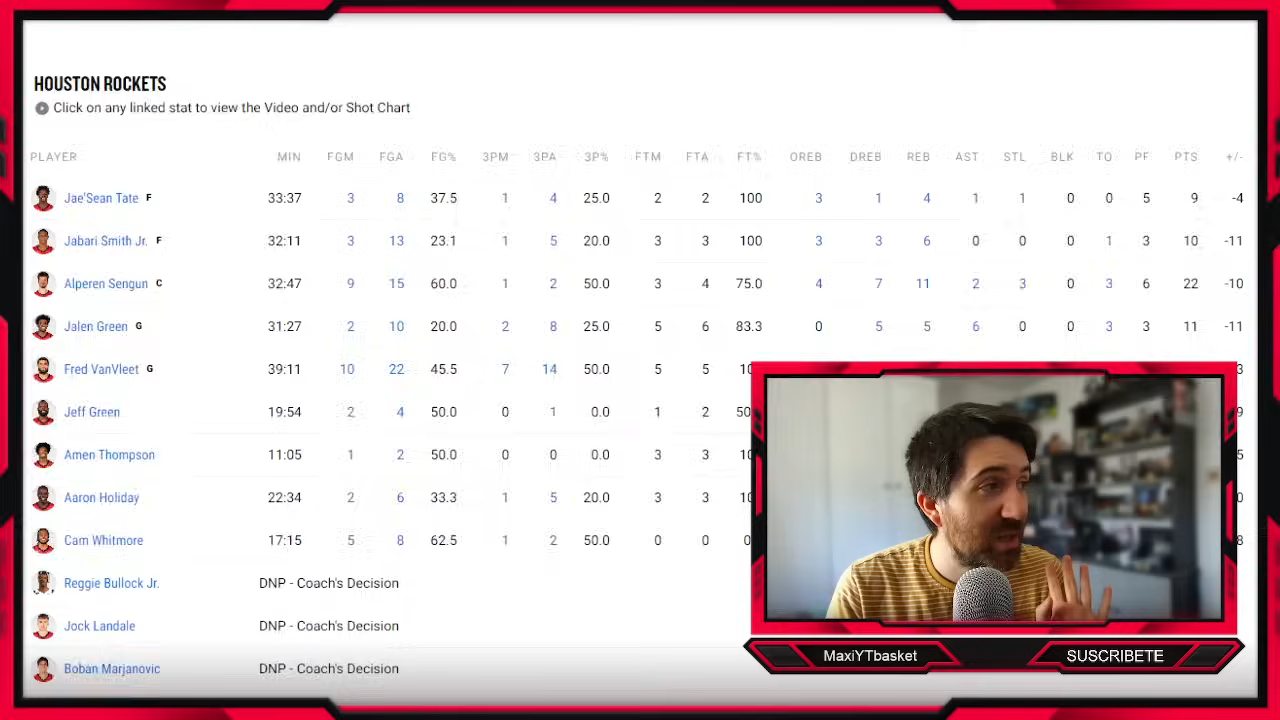 HOUSTON ROCKETS
Click on any linked stat to view the Video and/or Shot Chart
PLAYER MIN FGM FGA FG% 3PM 3PA 3P% FTM FTA FT% OREB DREB REB AST STL BLK TO PF PTS +/-
Jae'Sean Tate F 33:37 3 8 37.5 1 4 25.0 2 2 100 3 1 4 1 1 0 0 5 9 -4
Jabari Smith Jr. F 32:11 3 13 23.1 1 5 20.0 3 3 100 3 3 6 0 0 0 1 3 10 -11
Alperen Sengun C 32:47 9 15 60.0 1 2 50.0 3 4 75.0 4 7 11 2 3 0 3 6 22 -10
Jalen Green G 31:27 2 10 20.0 2 8 25.0 5 6 83.3 0 5 5 6 0 0 3 3 11 -11
Fred VanVleet G 39:11 10 22 45.5 7 14 50.0 5 5 10 3
Jeff Green 19:54 2 4 50.0 0 1 0.0 1 2 50 9
Amen Thompson 11:05 1 2 50.0 0 0 0.0 3 3 10 5
Aaron Holiday 22:34 2 6 33.3 1 5 20.0 3 3 10 0
Cam Whitmore 17:15 5 8 62.5 1 2 50.0 0 0 0 8
Reggie Bullock Jr. DNP - Coach's Decision
Jock Landale DNP - Coach's Decision
Boban Marjanovic DNP - Coach's Decision
MaxiYTbasket SUSCRIBETE